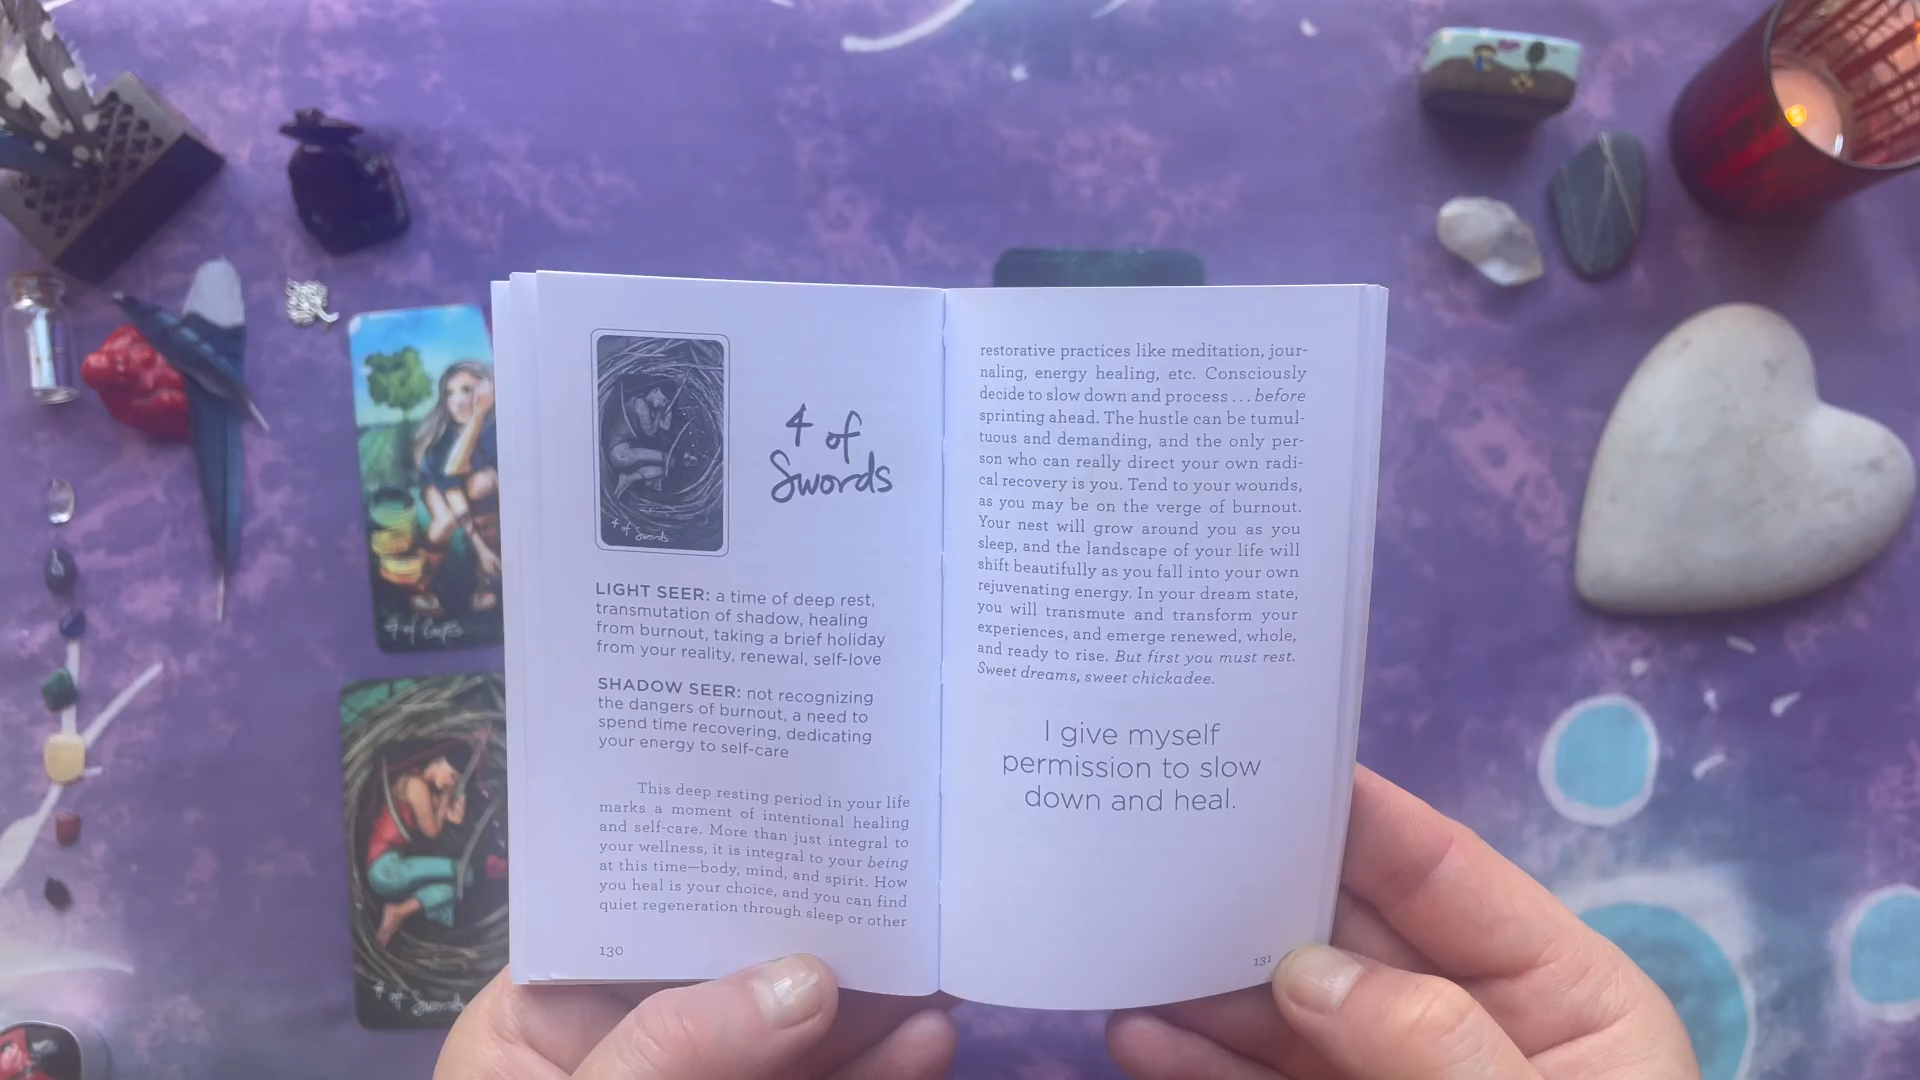 4 of
Swords
4 of Swords
LIGHT SEER: a time of deep rest,
transmutation of shadow, healing
from burnout, taking a brief holiday
from your reality, renewal, self-love
SHADOW SEER: not recognizing
the dangers of burnout, a need to
spend time recovering, dedicating
your energy to self-care
This deep resting period in your life
marks a moment of intentional healing
and self-care. More than just integral to
your wellness, it is integral to your being
at this time—body, mind, and spirit. How
you heal is your choice, and you can find
quiet regeneration through sleep or other
130
restorative practices like meditation, jour-
naling, energy healing, etc. Consciously
decide to slow down and process . . . before
sprinting ahead. The hustle can be tumul-
tuous and demanding, and the only per-
son who can really direct your own radi-
cal recovery is you. Tend to your wounds,
as you may be on the verge of burnout.
Your nest will grow around you as you
sleep, and the landscape of your life will
shift beautifully as you fall into your own
rejuvenating energy. In your dream state,
you will transmute and transform your
experiences, and emerge renewed, whole,
and ready to rise. But first you must rest.
Sweet dreams, sweet chickadee.
I give myself
permission to slow
down and heal.
131
4 of Cups
4 of Swords